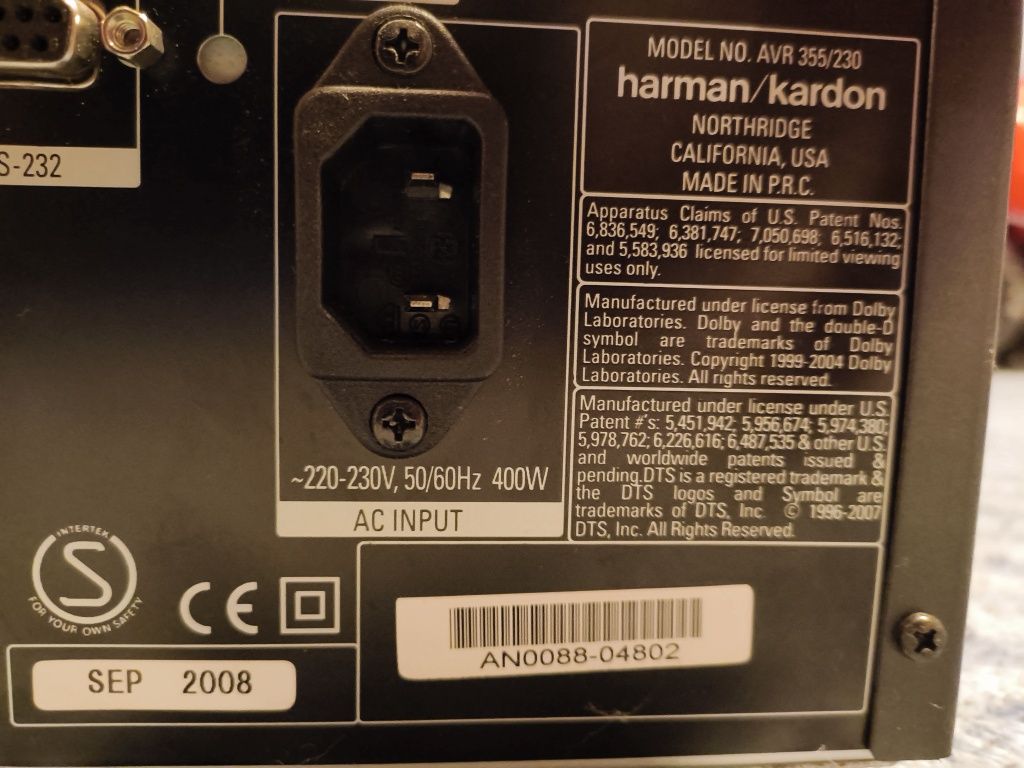 S-232
MODEL NO. AVR 355/230
harman/kardon
NORTHRIDGE
CALIFORNIA, USA
MADE IN P.R.C.
Apparatus Claims of U.S. Patent Nos.
6,836,549; 6,381,747; 7,050,698; 6,516,132;
and 5,583,936 licensed for limited viewing
uses only.
Manufactured under license from Dolby
Laboratories. Dolby and the double-D
symbol are trademarks of Dolby
Laboratories. Copyright 1999-2004 Dolby
Laboratories. All rights reserved.
Manufactured under license under U.S.
Patent #'s: 5,451,942; 5,956,674; 5,974,380;
5,978,762; 6,226,616; 6,487,535 & other U.S.
and worldwide patents issued &
pending.DTS is a registered trademark &
the DTS logos and Symbol are
trademarks of DTS, Inc. © 1996-2007
DTS, Inc. All Rights Reserved.
~220-230V, 50/60Hz 400W
AC INPUT
INTERTEK
S
FOR YOUR OWN SAFETY
CE
SEP 2008
AN0088-04802